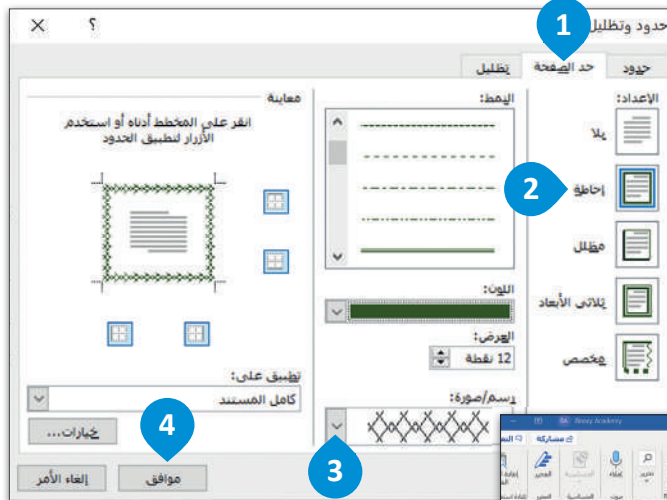 حدود وتظليل
1
حدود
حد الصفحة
تظليل
الإعداد:
بلا
إحاطة
2
مظلل
ثلاثي الأبعاد
مخصص
النمط:
اللون:
العرض:
12 نقطة
رسم/صورة:
3
معاينة
انقر على المخطط أدناه أو استخدم
الأزرار لتطبيق الحدود
تطبيق على:
كامل المستند
خيارات...
4
موافق
إلغاء الأمر
Binary Academy
مشاركة